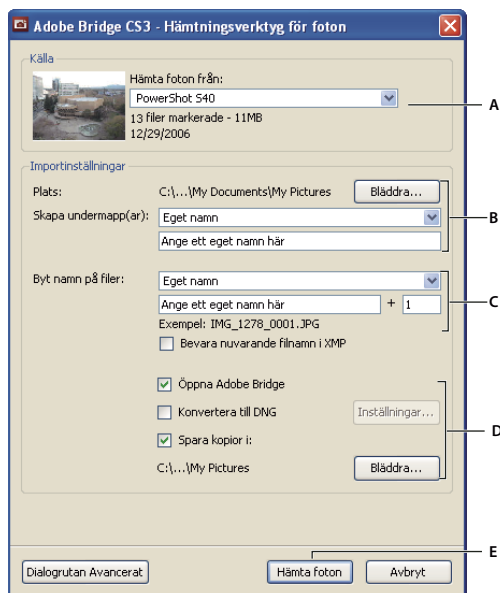 Adobe Bridge CS3 - Hämtningsverktyg för foton
Källa
Hämta foton från:
PowerShot S40
A
13 filer markerade - 11MB
12/29/2006
Importinställningar
Plats: C:\...\My Documents\My Pictures Bläddra...
Skapa undermapp(ar): Eget namn
B
Ange ett eget namn här
Byt namn på filer: Eget namn
Ange ett eget namn här + 1
C
Exempel: IMG_1278_0001.JPG
Bevara nuvarande filnamn i XMP
Öppna Adobe Bridge
Konvertera till DNG Inställningar...
D
Spara kopior i:
C:\...\My Pictures Bläddra...
E
Dialogrutan Avancerat Hämta foton Avbryt